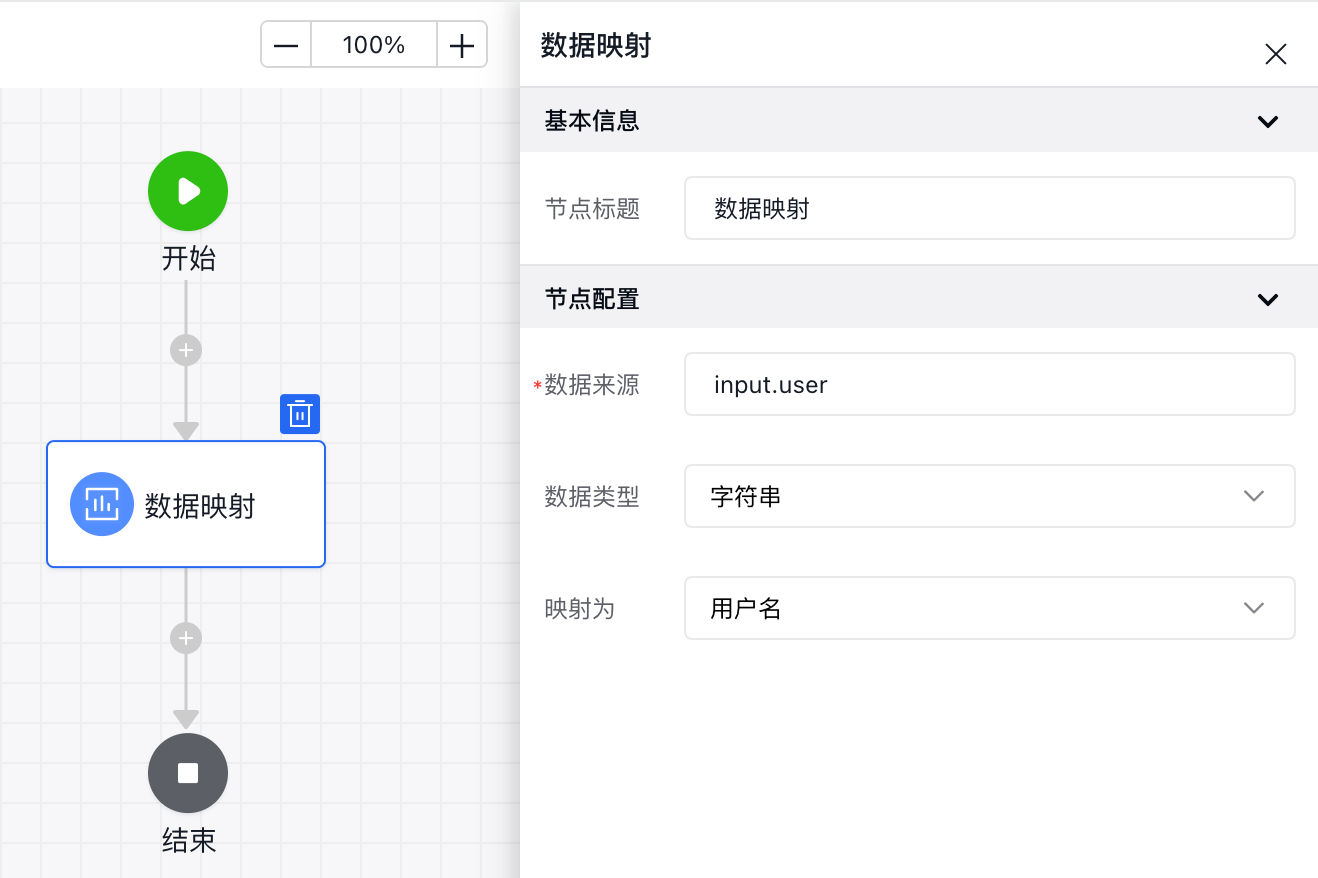 100%
开始
数据映射
结束
数据映射
基本信息
节点标题
数据映射
节点配置
*数据来源
input.user
数据类型
字符串
映射为
用户名